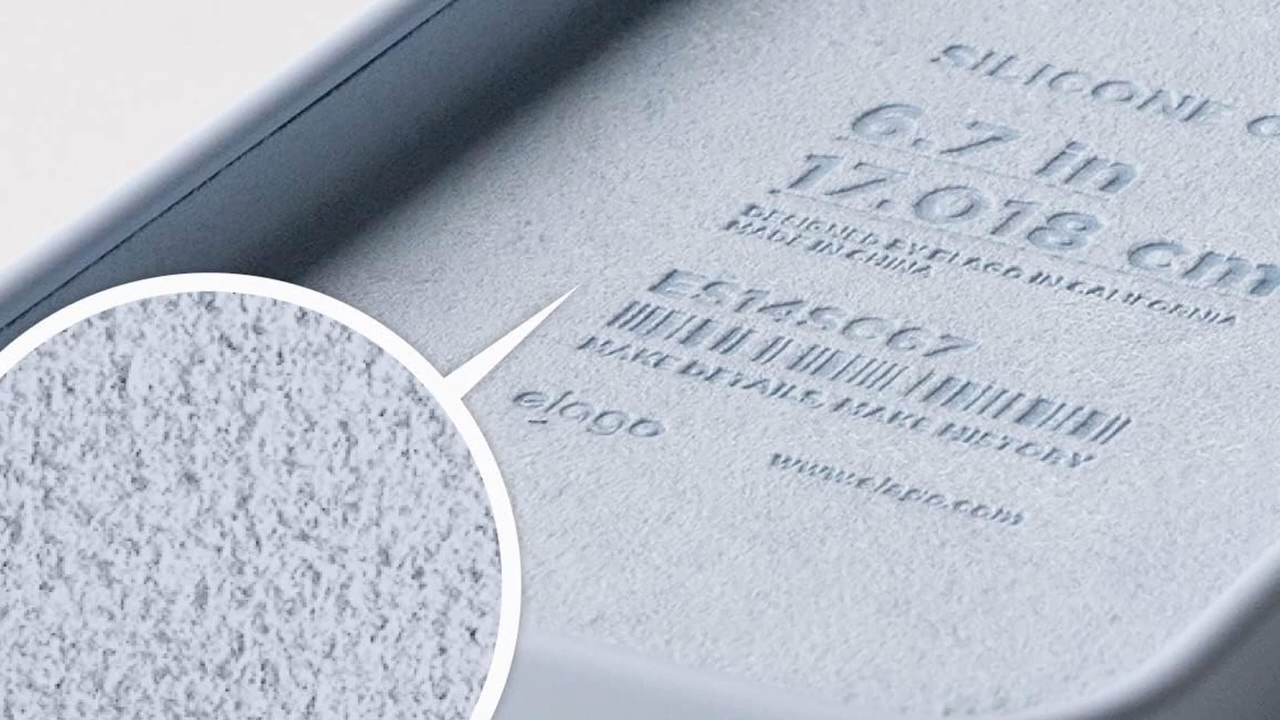 SILICONE
6.7 in
17.018 cm
DESIGNED BY ELAGO IN CALIFORNIA
MADE IN CHINA
ES14SC67
MAKE DETAILS, MAKE HISTORY
elago
www.elago.com